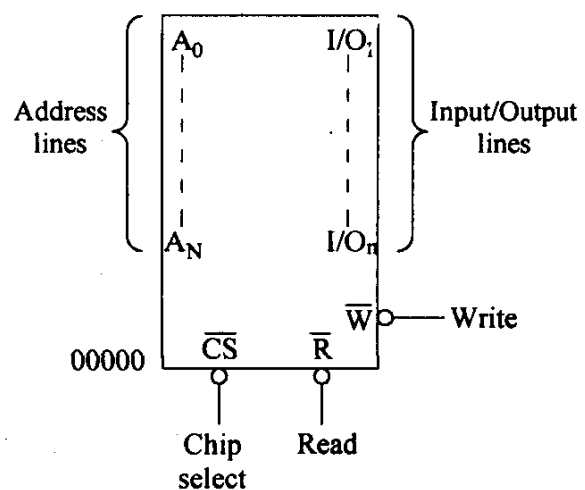 A0 I/O1
Address lines
Input/Output lines
AN I/On
W Write
00000
CS R
Chip select
Read